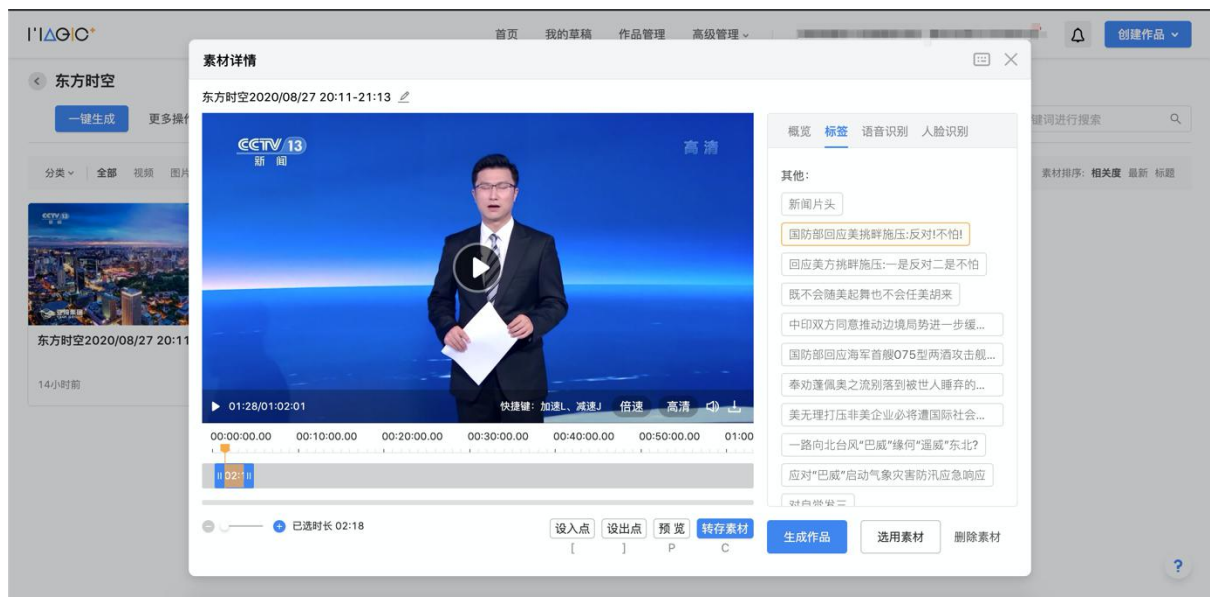 MAGIC+
首页 我的草稿 作品管理 高级管理
创建作品
东方时空
一键生成 更多操作
键词进行搜索
分类 全部 视频 图片
素材排序: 相关度 最新 标题
CCTV 13
东方时空2020/08/27 20:11
14小时前
素材详情
东方时空2020/08/27 20:11-21:13
CCTV 13
新闻
高清
01:28/01:02:01
快捷键: 加速L、减速J 倍速 高清
00:00:00.00 00:10:00.00 00:20:00.00 00:30:00.00 00:40:00.00 00:50:00.00 01:00
02:1
已选时长 02:18
设入点 设出点 预览 转存素材
[ ] P C
概览 标签 语音识别 人脸识别
其他:
新闻片头
国防部回应美挑衅施压:反对!不怕!
回应美方挑衅施压:一是反对二是不怕
既不会随美起舞也不会任美胡来
中印双方同意推动边境局势进一步缓...
国防部回应海军首艘075型两洒攻击舰...
奉劝蓬佩奥之流别落到被世人唾弃的...
美无理打压非美企业必将遭国际社会...
一路向北台风“巴威”缘何“遥威”东北?
应对“巴威”启动气象灾害防汛应急响应
生成作品 选用素材 删除素材
?